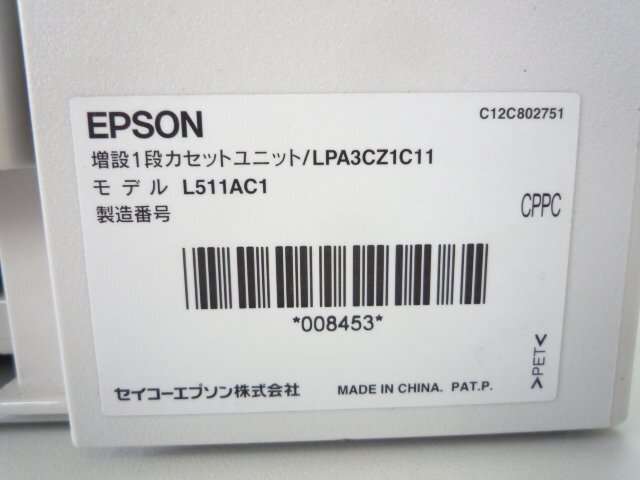 EPSON
C12C802751
増設1段カセットユニット/LPA3CZ1C11
モデル L511AC1
製造番号
CPPC
*008453*
セイコーエプソン株式会社
MADE IN CHINA. PAT.P.
>PET<